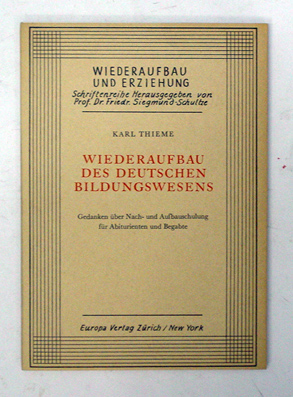 WIEDERAUFBAU
UND ERZIEHUNG
Schriftenreihe Herausgegeben von
Prof. Dr. Friedr. Siegmund-Schultze
KARL THIEME
WIEDERAUFBAU
DES DEUTSCHEN
BILDUNGSWESENS
Gedanken über Nach- und Aufbauschulung
für Abiturienten und Begabte
Europa Verlag Zürich / New York